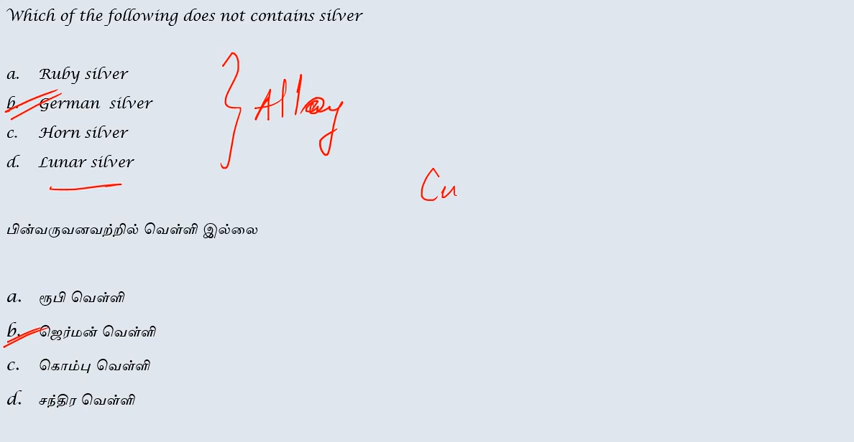 Which of the following does not contains silver
a. Ruby silver
b. German silver
c. Horn silver
d. Lunar silver
Alloy
Cu
பின்வருவனவற்றில் வெள்ளி இல்லை
a. ரூபி வெள்ளி
b. ஜெர்மன் வெள்ளி
c. கொம்பு வெள்ளி
d. சந்திர வெள்ளி